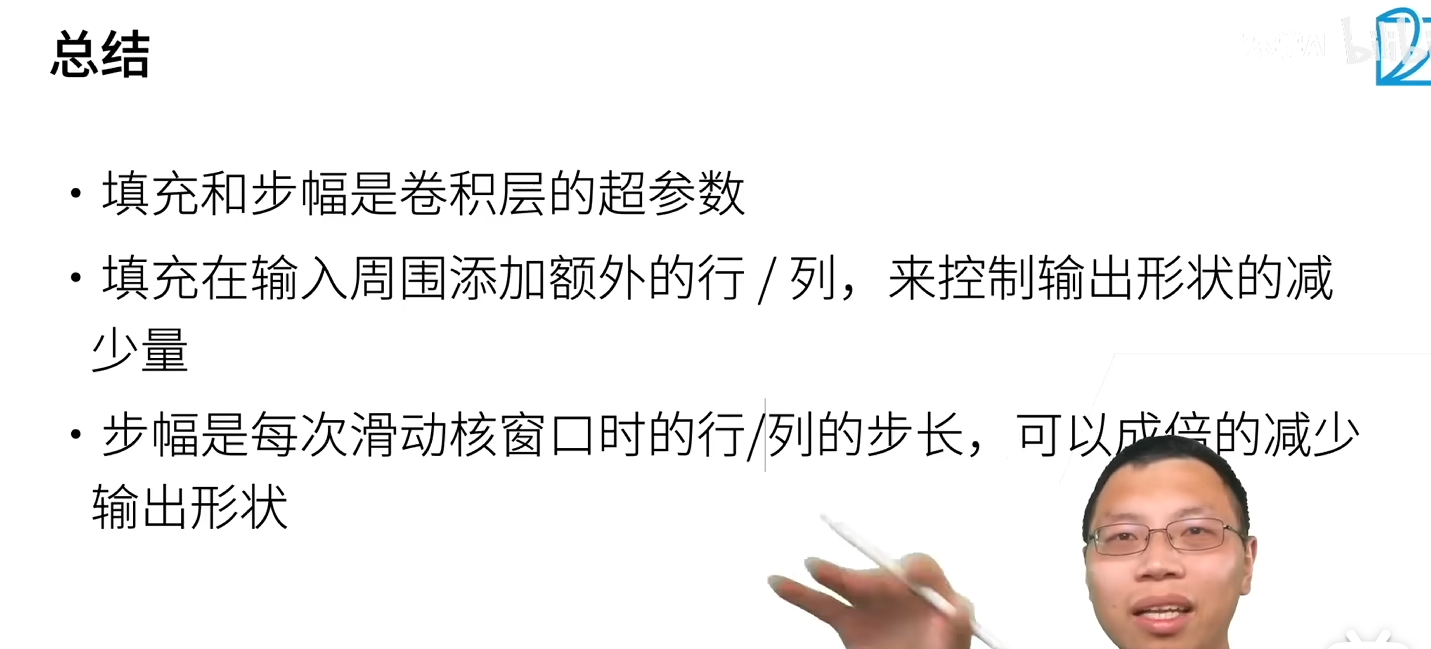 总结
• 填充和步幅是卷积层的超参数
• 填充在输入周围添加额外的行 / 列，来控制输出形状的减
少量
• 步幅是每次滑动核窗口时的行/列的步长，可以成倍的减少
输出形状